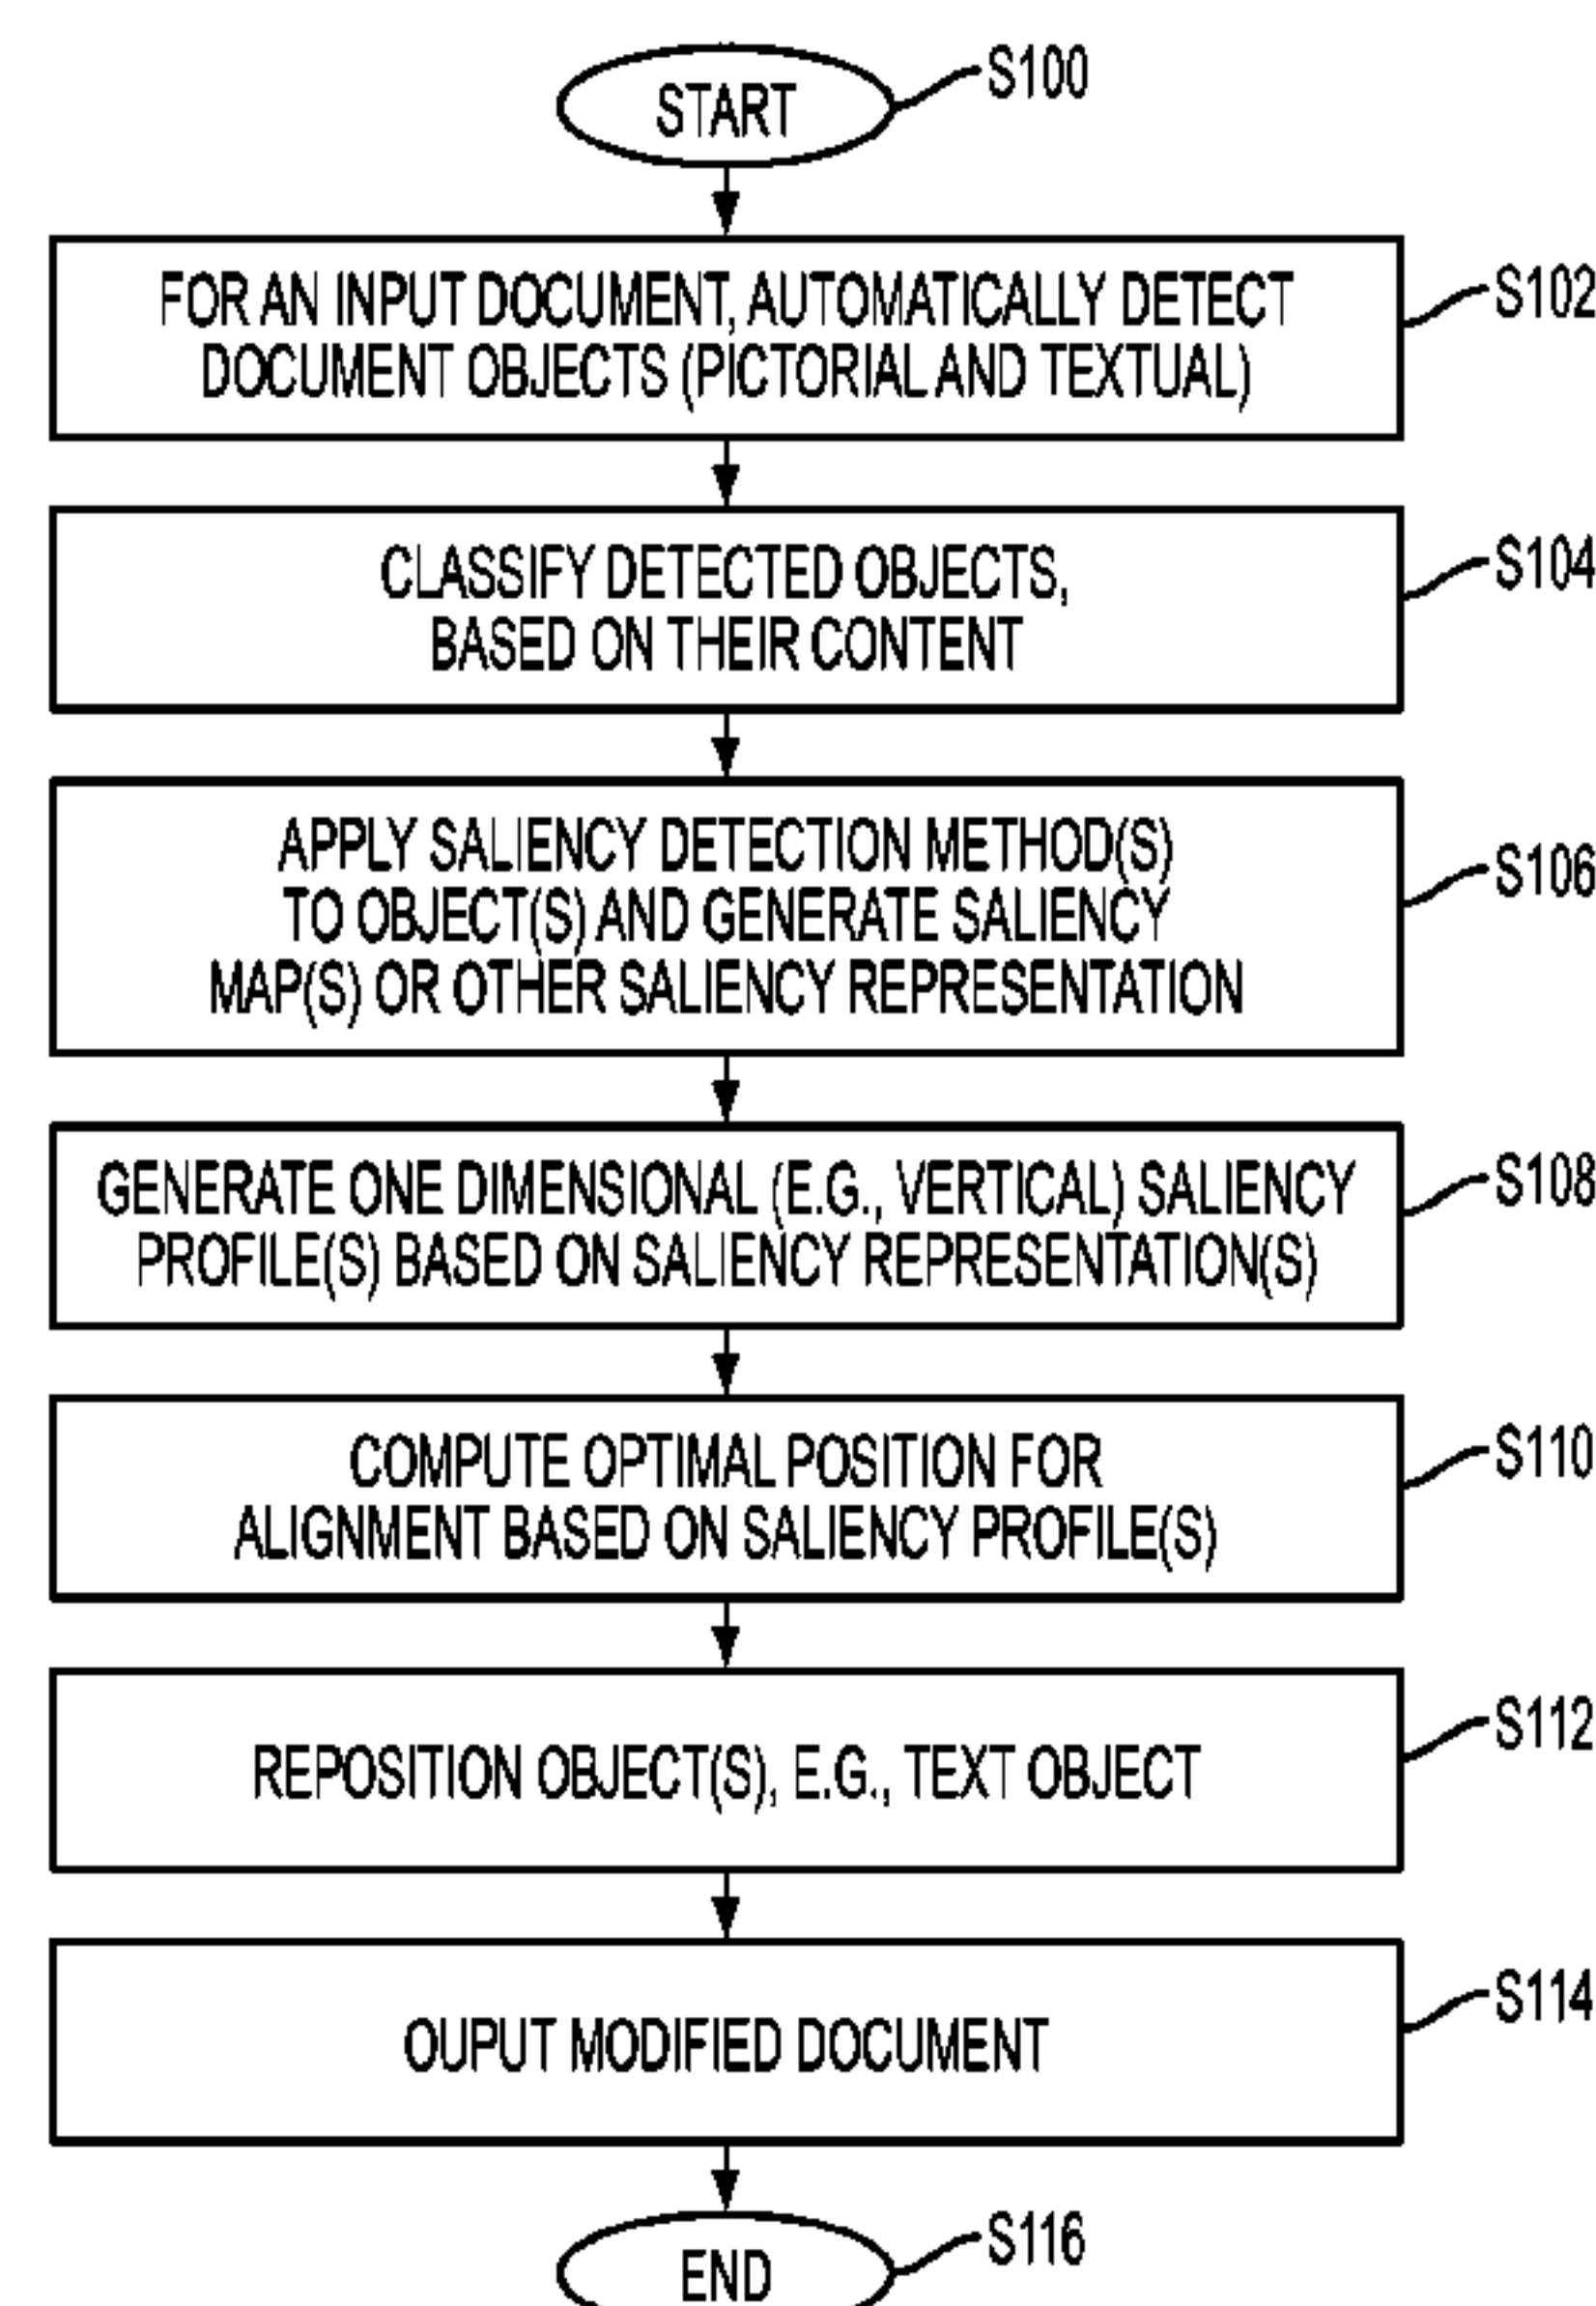 START
S100
FOR AN INPUT DOCUMENT, AUTOMATICALLY DETECT
DOCUMENT OBJECTS (PICTORIAL AND TEXTUAL)
S102
CLASSIFY DETECTED OBJECTS,
BASED ON THEIR CONTENT
S104
APPLY SALIENCY DETECTION METHOD(S)
TO OBJECT(S) AND GENERATE SALIENCY
MAP(S) OR OTHER SALIENCY REPRESENTATION
S106
GENERATE ONE DIMENSIONAL (E.G., VERTICAL) SALIENCY
PROFILE(S) BASED ON SALIENCY REPRESENTATION(S)
S108
COMPUTE OPTIMAL POSITION FOR
ALIGNMENT BASED ON SALIENCY PROFILE(S)
S110
REPOSITION OBJECT(S), E.G., TEXT OBJECT
S112
OUPUT MODIFIED DOCUMENT
S114
END
S116